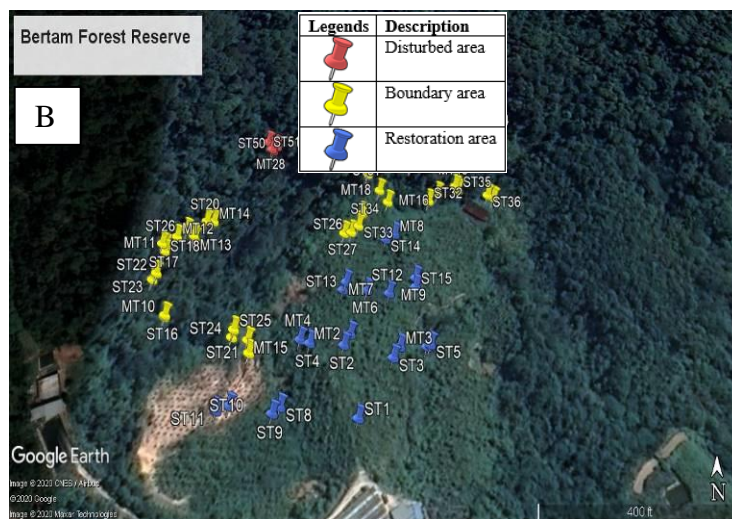 Bertam Forest Reserve
B
Legends Description
Disturbed area
Boundary area
Restoration area
ST50 ST51
MT28
MT18
MT16
ST32
ST35
ST36
ST20
MT14
ST26
MT12
MT11
ST18
MT13
ST34
ST26
ST33
MT8
ST27
ST14
ST22
ST17
ST23
ST13
MT7
ST12
ST15
MT6
MT9
MT10
ST16
ST24
ST25
MT4
MT2
MT3
ST21
MT15
ST4
ST2
ST3
ST5
ST11
ST10
ST9
ST8
ST1
Google Earth
Image © 2020 CNES / Airbus
© 2020 Google
Image © 2020 Maxar Technologies
400 ft
N